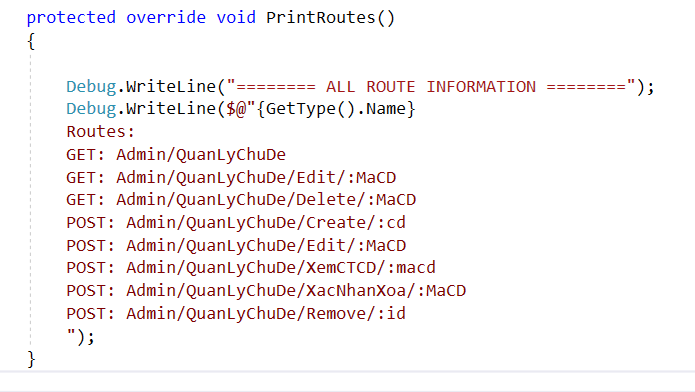 protected override void PrintRoutes()
{
Debug.WriteLine("======== ALL ROUTE INFORMATION ========");
Debug.WriteLine($@"{GetType().Name}
Routes:
GET: Admin/QuanLyChuDe
GET: Admin/QuanLyChuDe/Edit/:MaCD
GET: Admin/QuanLyChuDe/Delete/:MaCD
POST: Admin/QuanLyChuDe/Create/:cd
POST: Admin/QuanLyChuDe/Edit/:MaCD
POST: Admin/QuanLyChuDe/XemCTCD/:macd
POST: Admin/QuanLyChuDe/XacNhanXoa/:MaCD
POST: Admin/QuanLyChuDe/Remove/:id
");
}